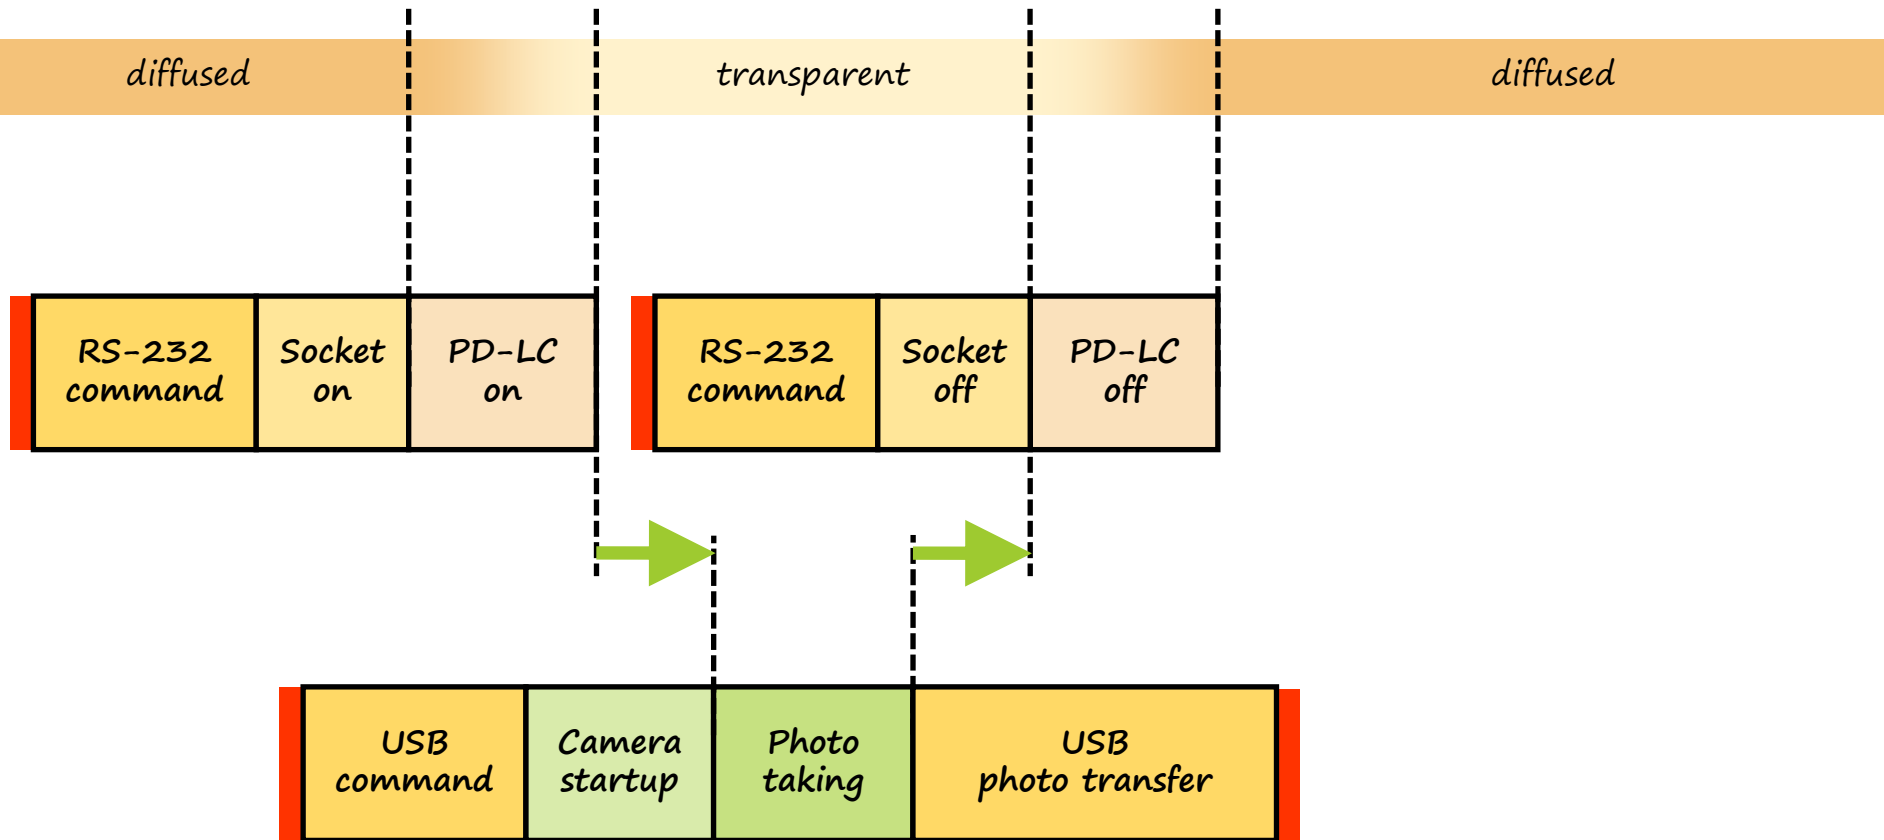 diffused
transparent
diffused
RS-232
command
Socket
on
PD-LC
on
RS-232
command
Socket
off
PD-LC
off
USB
command
Camera
startup
Photo
taking
USB
photo transfer